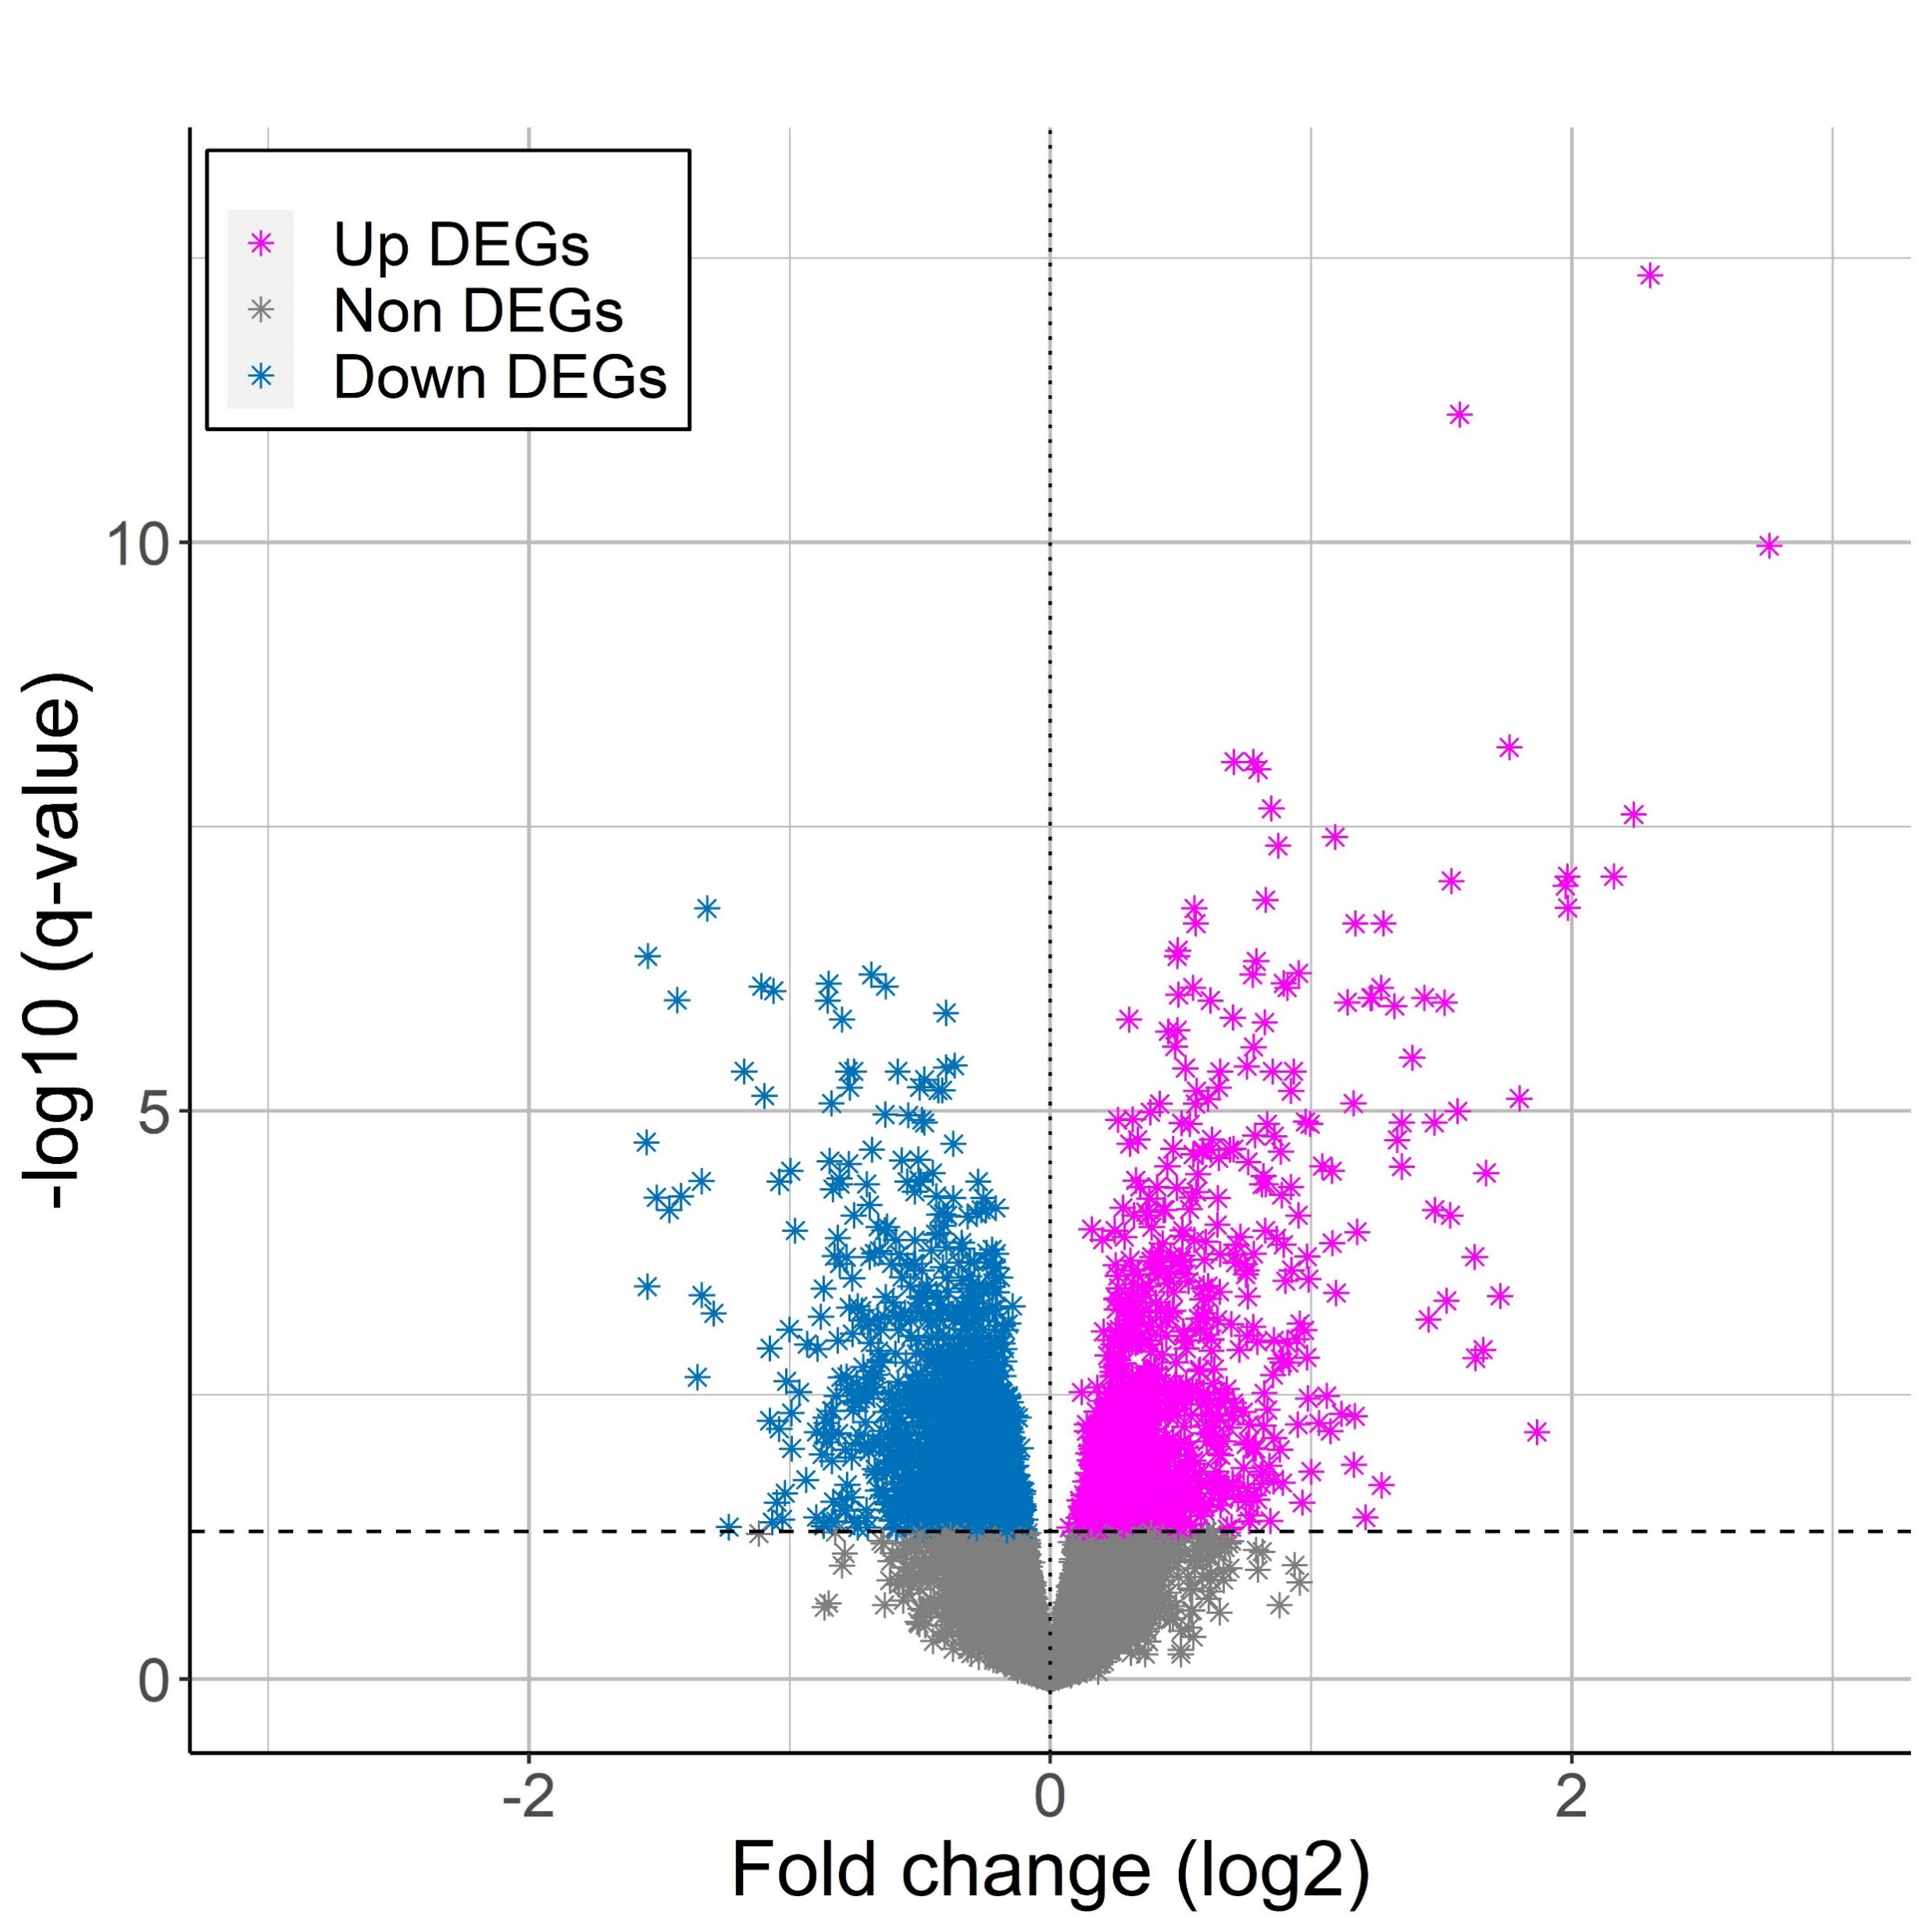 Up DEGs
Non DEGs
Down DEGs
10
5
0
-log10 (q-value)
-2
0
2
Fold change (log2)